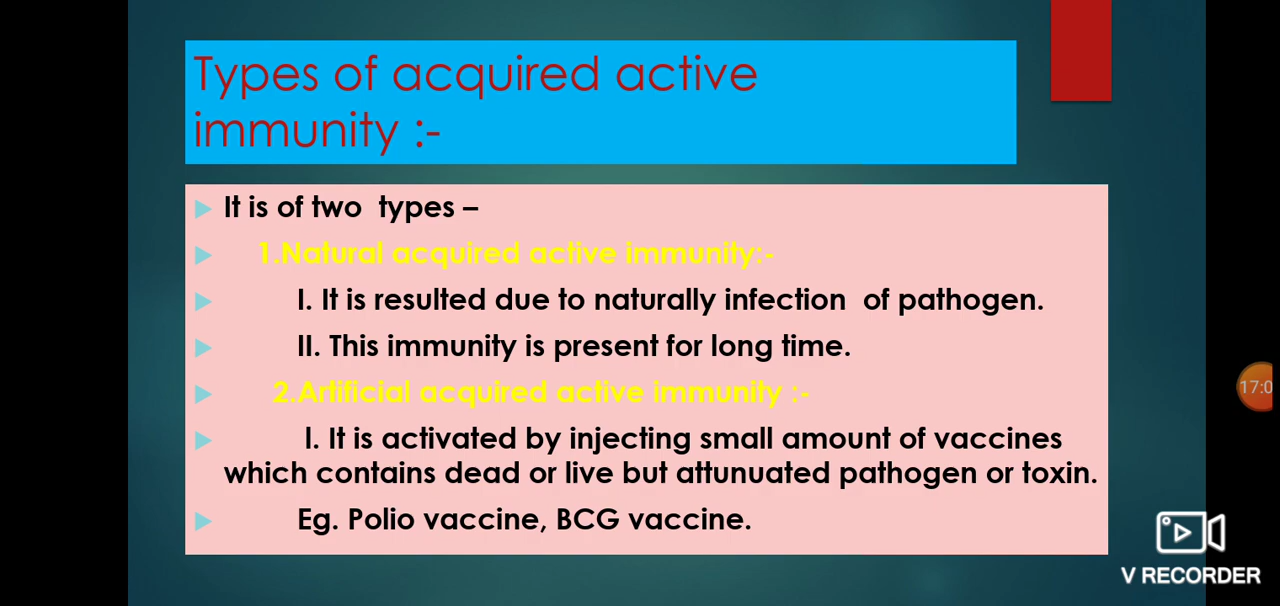 Types of acquired active
immunity :-
It is of two types –
1.Natural acquired active immunity:-
I. It is resulted due to naturally infection of pathogen.
II. This immunity is present for long time.
2.Artificial acquired active immunity :-
I. It is activated by injecting small amount of vaccines
which contains dead or live but attunuated pathogen or toxin.
Eg. Polio vaccine, BCG vaccine.
17:0
V RECORDER